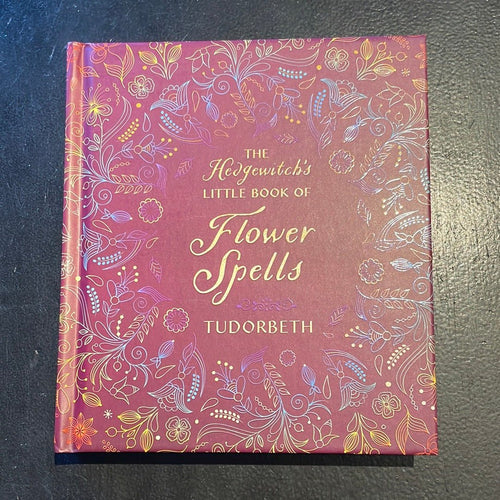 THE
Hedgewitch's
LITTLE BOOK OF
Flower
Spells
TUDORBETH